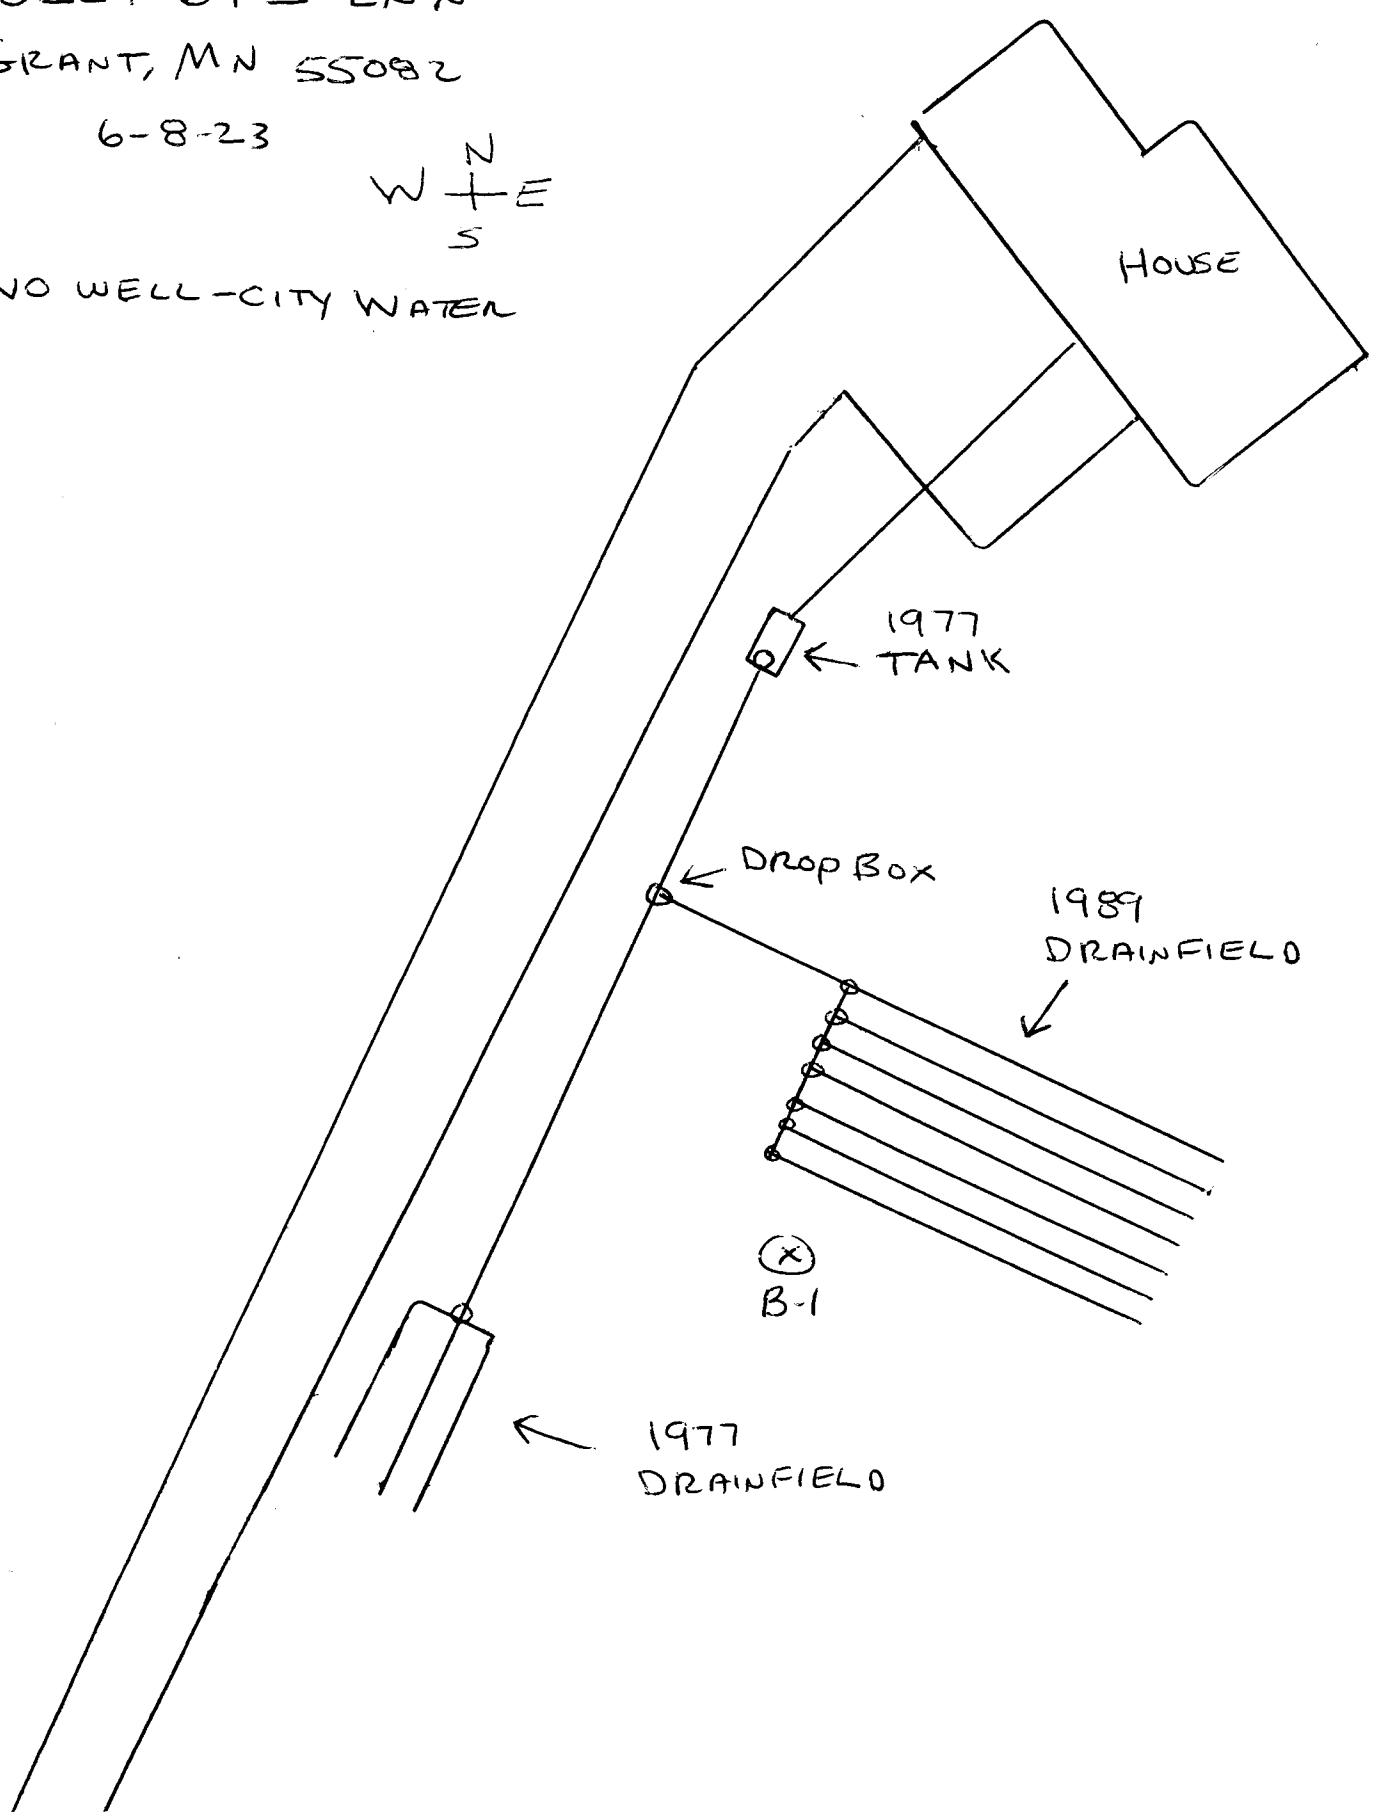 GRANT, MN 55082
6-8-23
N
W E
S
NO WELL-CITY WATER
HOUSE
1977
TANK
DROP BOX
1989
DRAINFIELD
X
B-1
1977
DRAINFIELD